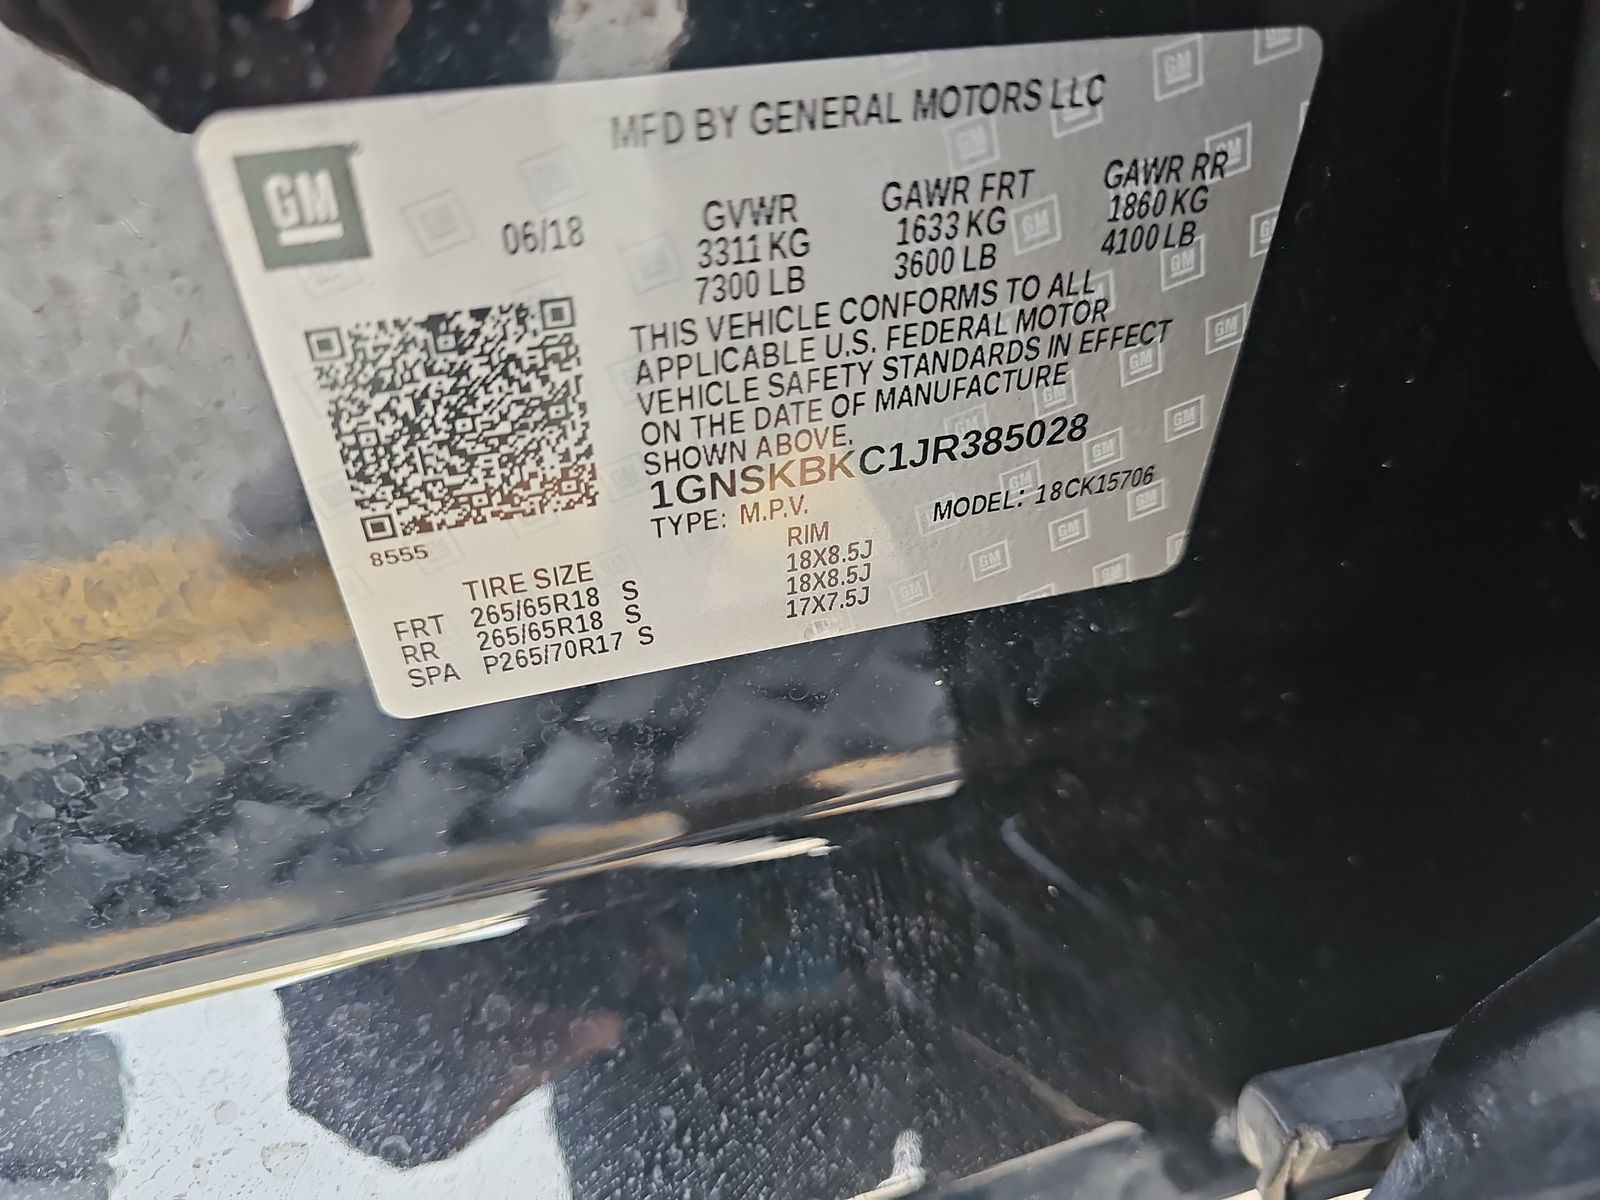 MFD BY GENERAL MOTORS LLC
GM
06/18
GVWR GAWR FRT GAWR RR
3311 KG 1633 KG 1860 KG
7300 LB 3600 LB 4100 LB
THIS VEHICLE CONFORMS TO ALL
APPLICABLE U.S. FEDERAL MOTOR
VEHICLE SAFETY STANDARDS IN EFFECT
ON THE DATE OF MANUFACTURE
SHOWN ABOVE.
1GNSKBKC1JR385028
TYPE: M.P.V. MODEL: 18CK15706
8555
TIRE SIZE RIM
FRT 265/65R18 S 18X8.5J
RR 265/65R18 S 18X8.5J
SPA P265/70R17 S 17X7.5J